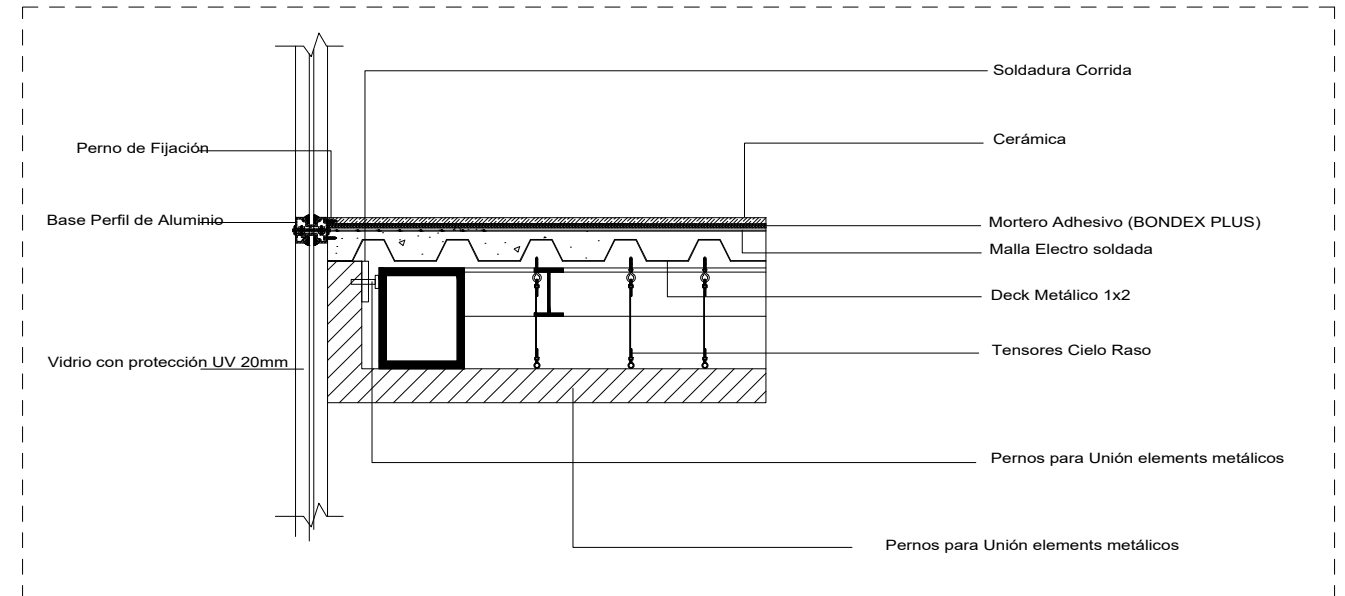 Soldadura Corrida
Cerámica
Perno de Fijación
Base Perfil de Aluminio
Mortero Adhesivo (BONDEX PLUS)
Malla Electro soldada
Deck Metálico 1x2
Tensores Cielo Raso
Vidrio con protección UV 20mm
Pernos para Unión elements metálicos
Pernos para Unión elements metálicos